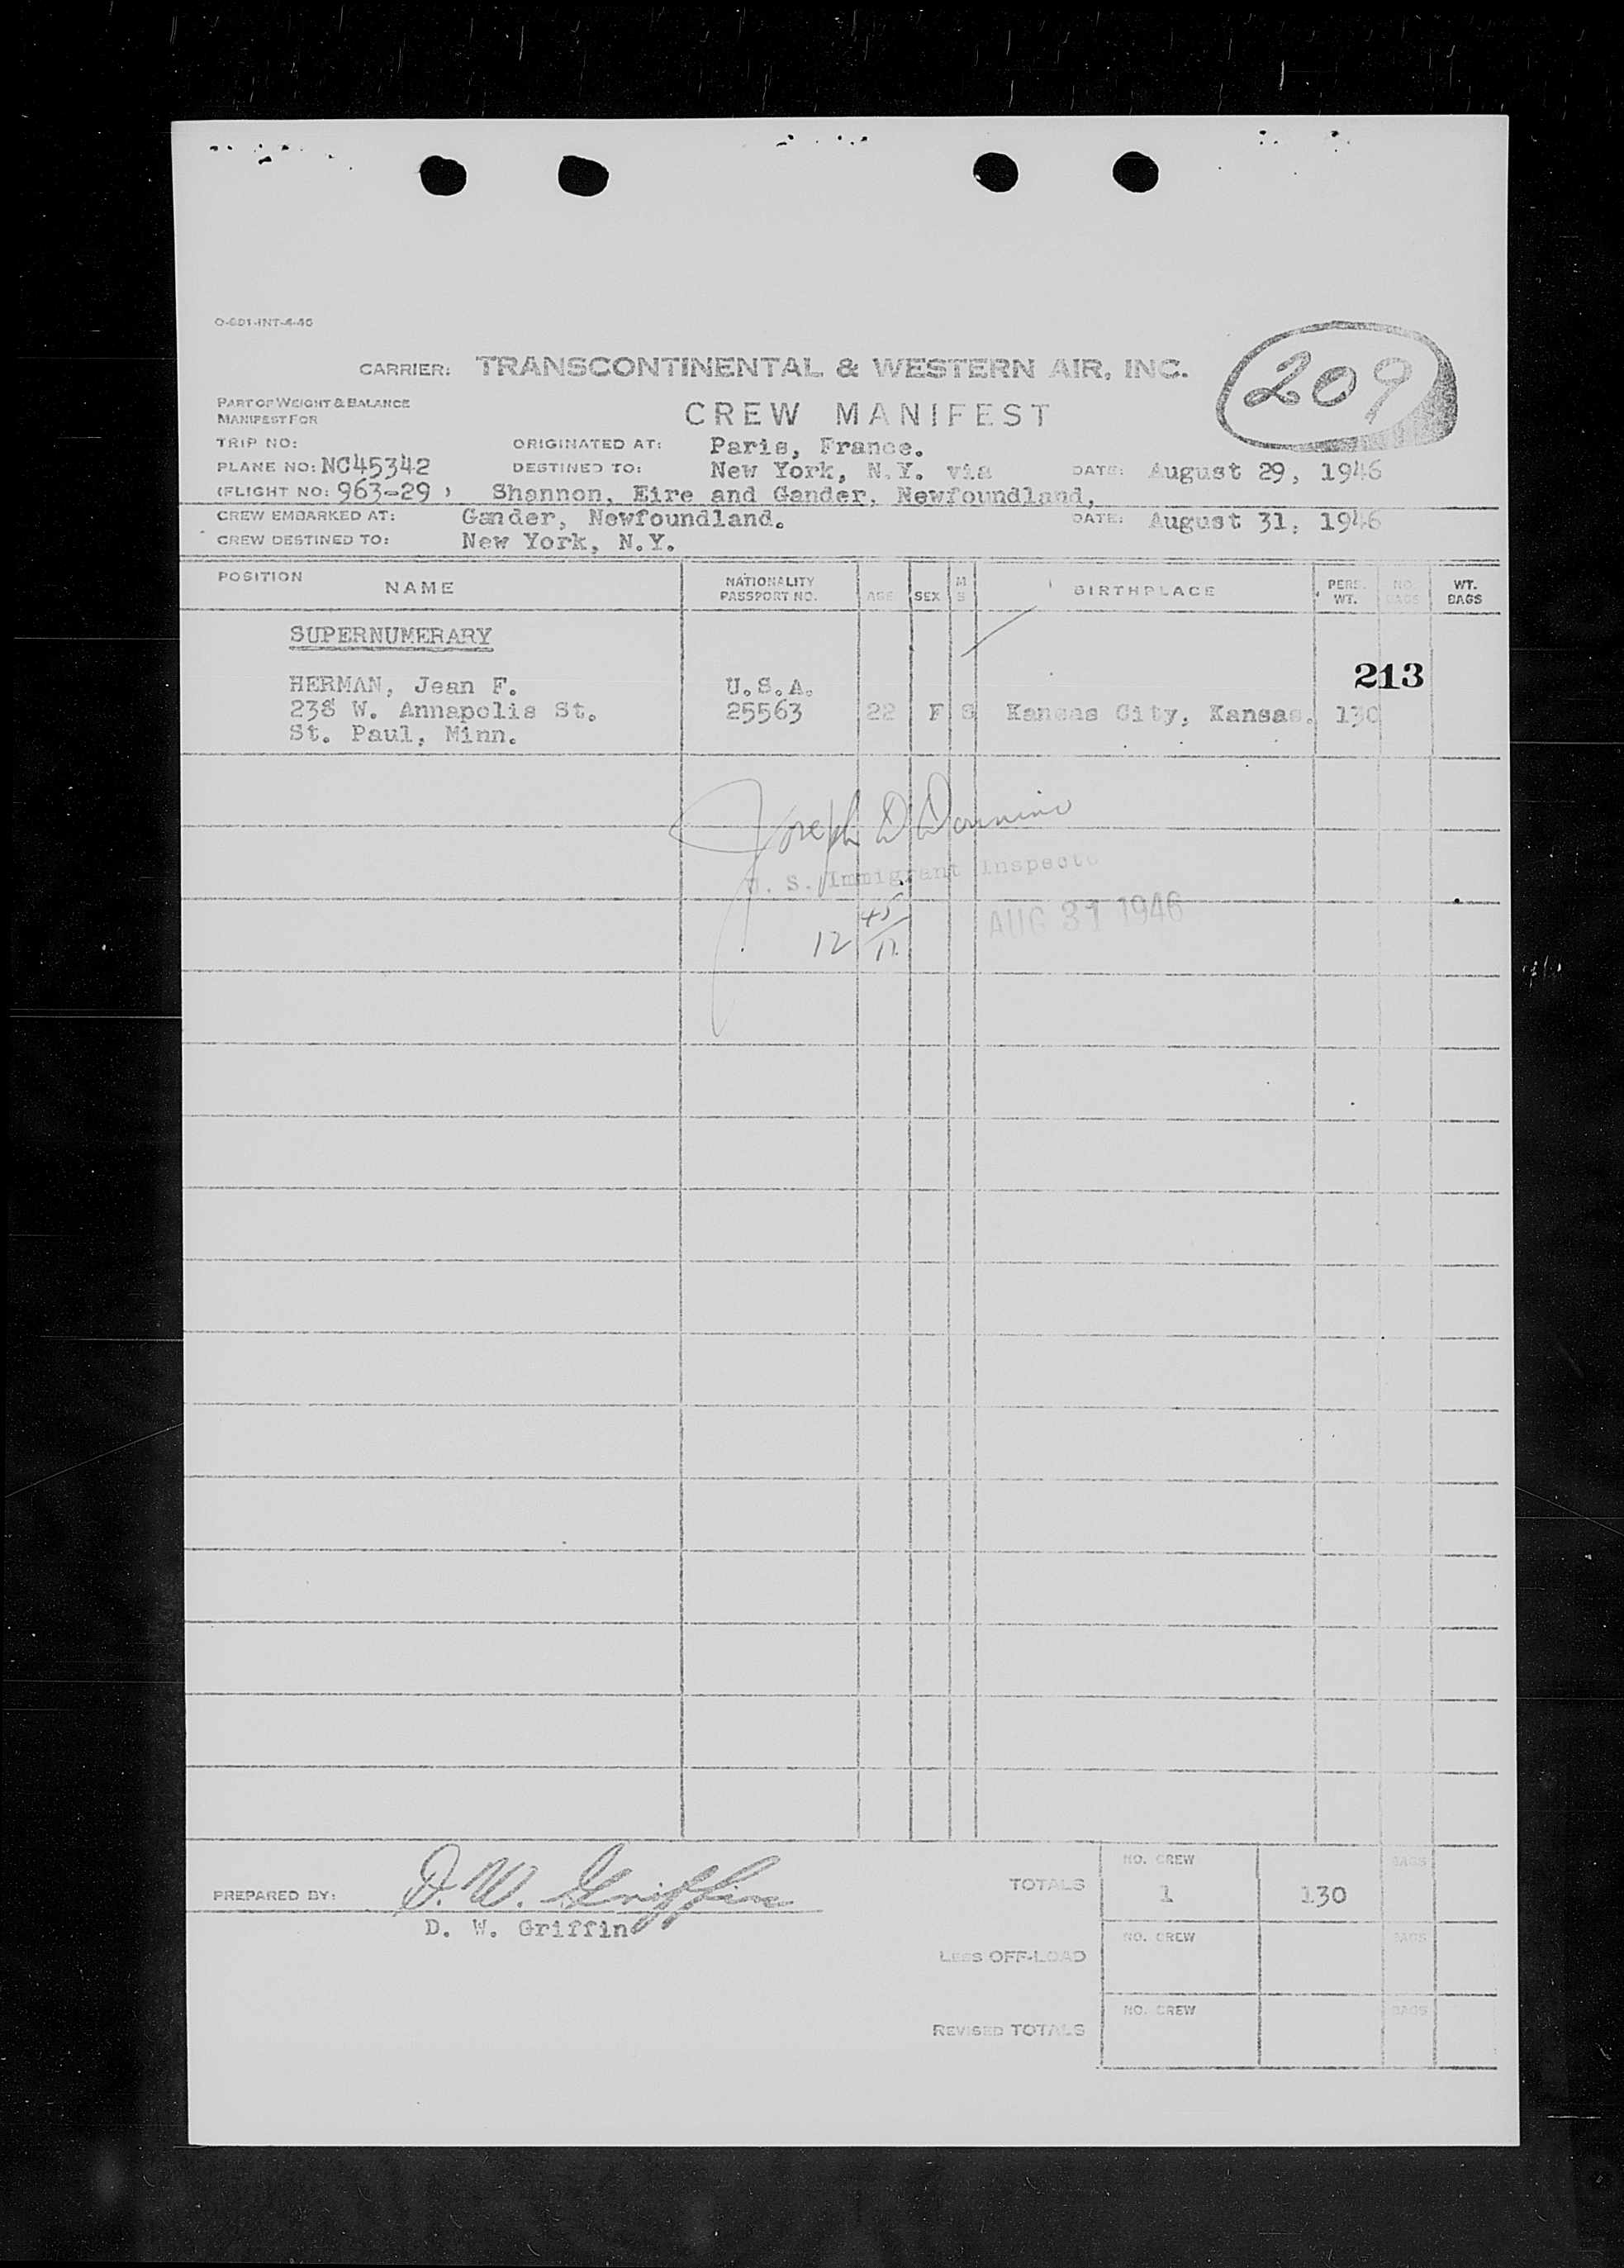 O-601-INT-4-46
209
CARRIER: TRANSCONTINENTAL & WESTERN AIR, INC.
PART OF WEIGHT & BALANCE
MANIFEST FOR
CREW MANIFEST
TRIP NO: ORIGINATED AT: Paris, France.
PLANE NO: NC45342 DESTINED TO: New York, N.Y. via DATE: August 29, 1946
(FLIGHT NO: 963-29 ) Shannon, Eire and Gander, Newfoundland,
CREW EMBARKED AT: Gander, Newfoundland. DATE: August 31, 1946
CREW DESTINED TO: New York, N.Y.
POSITION NAME NATIONALITY PASSPORT NO. AGE SEX M S BIRTHPLACE PERS. WT. NO. BAGS WT. BAGS
SUPERNUMERARY
213
HERMAN, Jean F. U.S.A.
238 W. Annapolis St. 25563 22 F S Kansas City, Kansas. 130
St. Paul, Minn.
Joseph D
U. S. Immigrant Inspecto
AUG 31 1946
12 45
12
PREPARED BY: D. W. Griffin
D. W. Griffin
TOTALS NO. CREW 1 130 BAGS
LESS OFF-LOAD NO. CREW BAGS
REVISED TOTALS NO. CREW BAGS